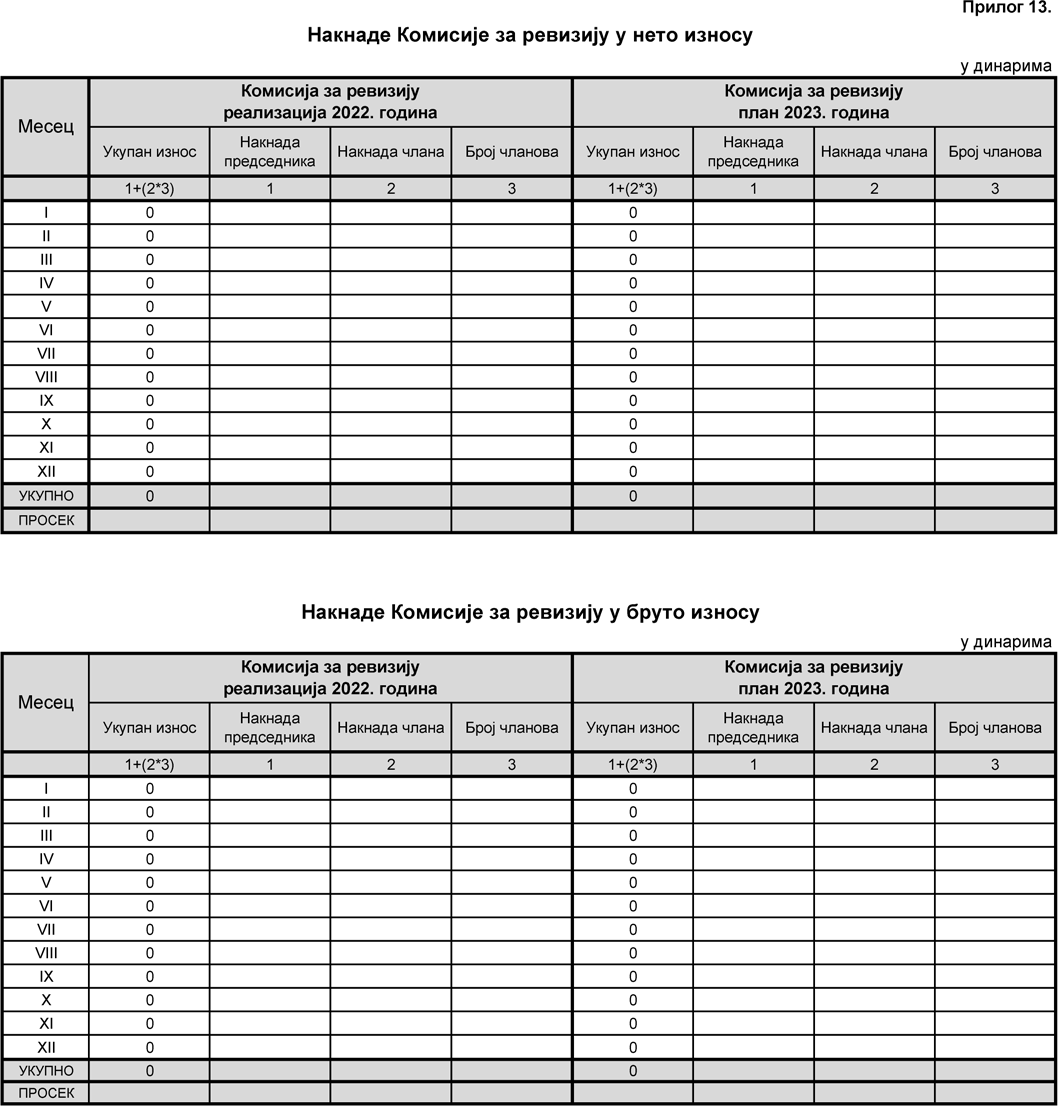 Прилог 13.
Накнаде Комисије за ревизију у нето износу
у динарима
Месец
Комисија за ревизију
реализација 2022. година
Комисија за ревизију
план 2023. година
Укупан износ
Накнада
председника
Накнада члана
Број чланова
Укупан износ
Накнада
председника
Накнада члана
Број чланова
1+(2*3) 1 2 3 1+(2*3) 1 2 3
I 0 0
II 0 0
III 0 0
IV 0 0
V 0 0
VI 0 0
VII 0 0
VIII 0 0
IX 0 0
X 0 0
XI 0 0
XII 0 0
УКУПНО 0 0
ПРОСЕК
Накнаде Комисије за ревизију у бруто износу
у динарима
Месец
Комисија за ревизију
реализација 2022. година
Комисија за ревизију
план 2023. година
Укупан износ
Накнада
председника
Накнада члана
Број чланова
Укупан износ
Накнада
председника
Накнада члана
Број чланова
1+(2*3) 1 2 3 1+(2*3) 1 2 3
I 0 0
II 0 0
III 0 0
IV 0 0
V 0 0
VI 0 0
VII 0 0
VIII 0 0
IX 0 0
X 0 0
XI 0 0
XII 0 0
УКУПНО 0 0
ПРОСЕК